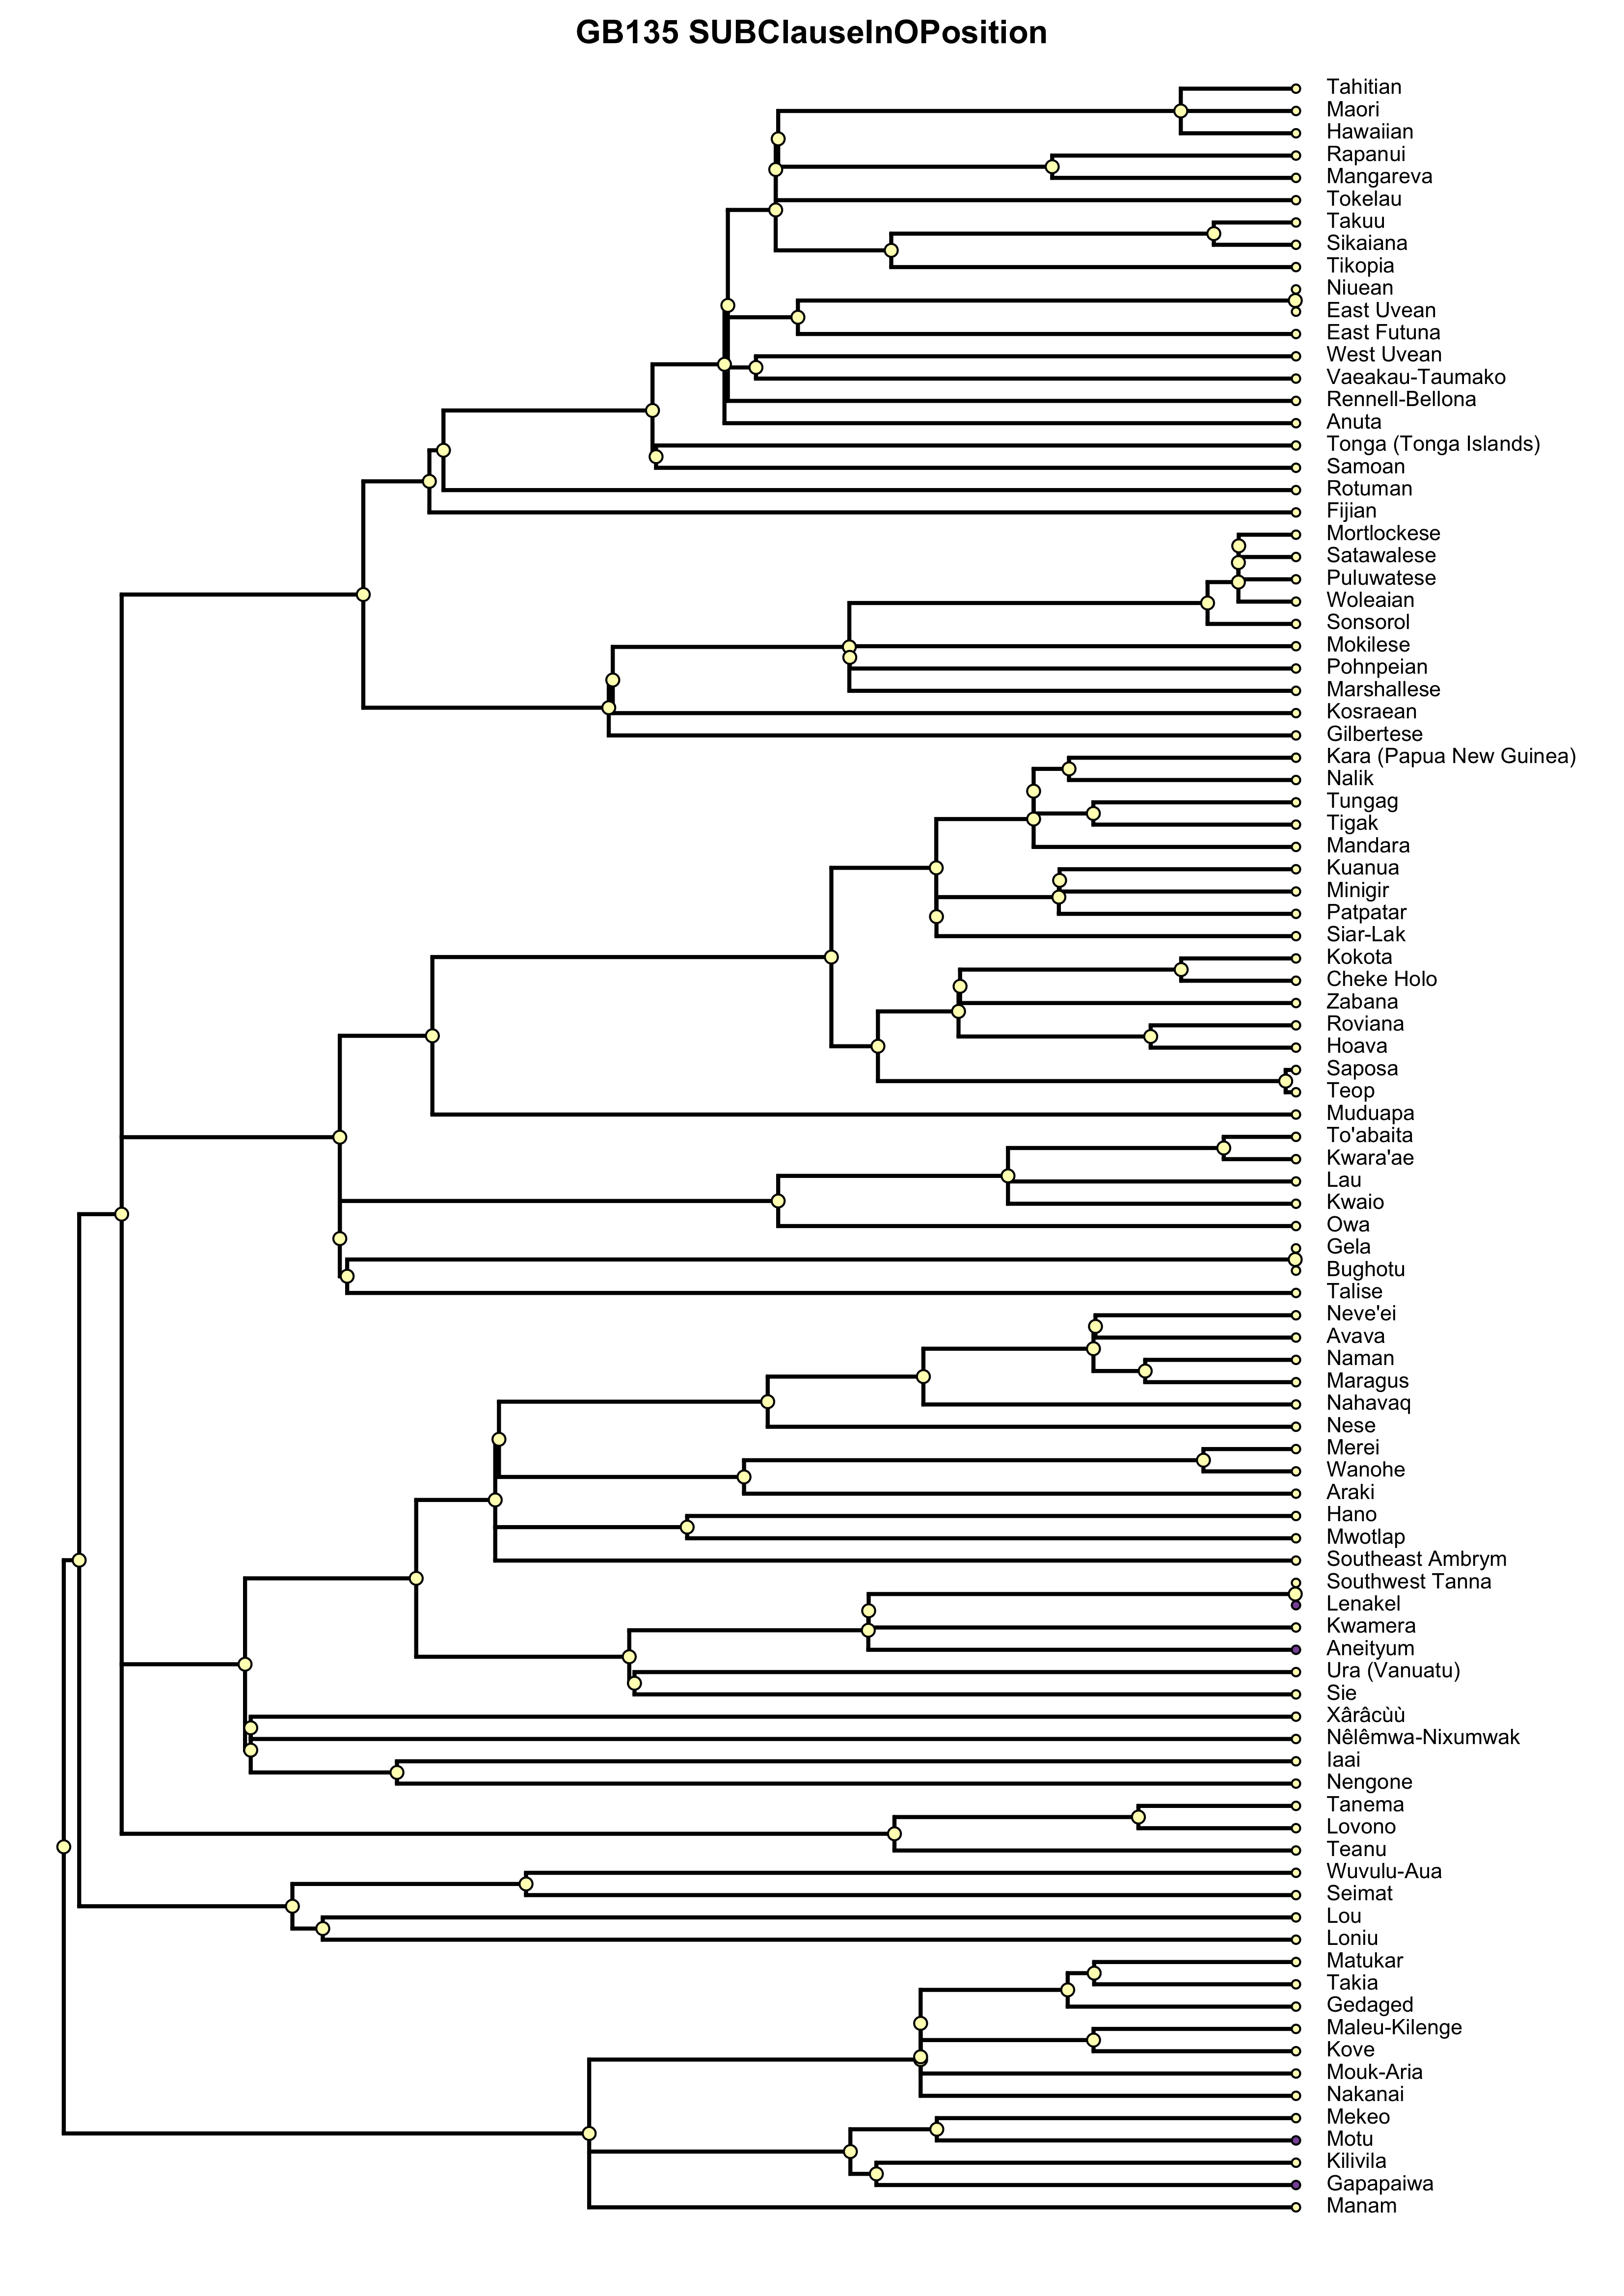 GB135 SUBClauseInOPosition
Tahitian
Maori
Hawaiian
Rapanui
Mangareva
Tokelau
Takuu
Sikaiana
Tikopia
Niuean
East Uvean
East Futuna
West Uvean
Vaeakau-Taumako
Rennell-Bellona
Anuta
Tonga (Tonga Islands)
Samoan
Rotuman
Fijian
Mortlockese
Satawalese
Puluwatese
Woleaian
Sonsorol
Mokilese
Pohnpeian
Marshallese
Kosraean
Gilbertese
Kara (Papua New Guinea)
Nalik
Tungag
Tigak
Mandara
Kuanua
Minigir
Patpatar
Siar-Lak
Kokota
Cheke Holo
Zabana
Roviana
Hoava
Saposa
Teop
Muduapa
To'abaita
Kwara'ae
Lau
Kwaio
Owa
Gela
Bughotu
Talise
Neve'ei
Avava
Naman
Maragus
Nahavaq
Nese
Merei
Wanohe
Araki
Hano
Mwotlap
Southeast Ambrym
Southwest Tanna
Lenakel
Kwamera
Aneityum
Ura (Vanuatu)
Sie
Xârâcùù
Nêlêmwa-Nixumwak
Iaai
Nengone
Tanema
Lovono
Teanu
Wuvulu-Aua
Seimat
Lou
Loniu
Matukar
Takia
Gedaged
Maleu-Kilenge
Kove
Mouk-Aria
Nakanai
Mekeo
Motu
Kilivila
Gapapaiwa
Manam